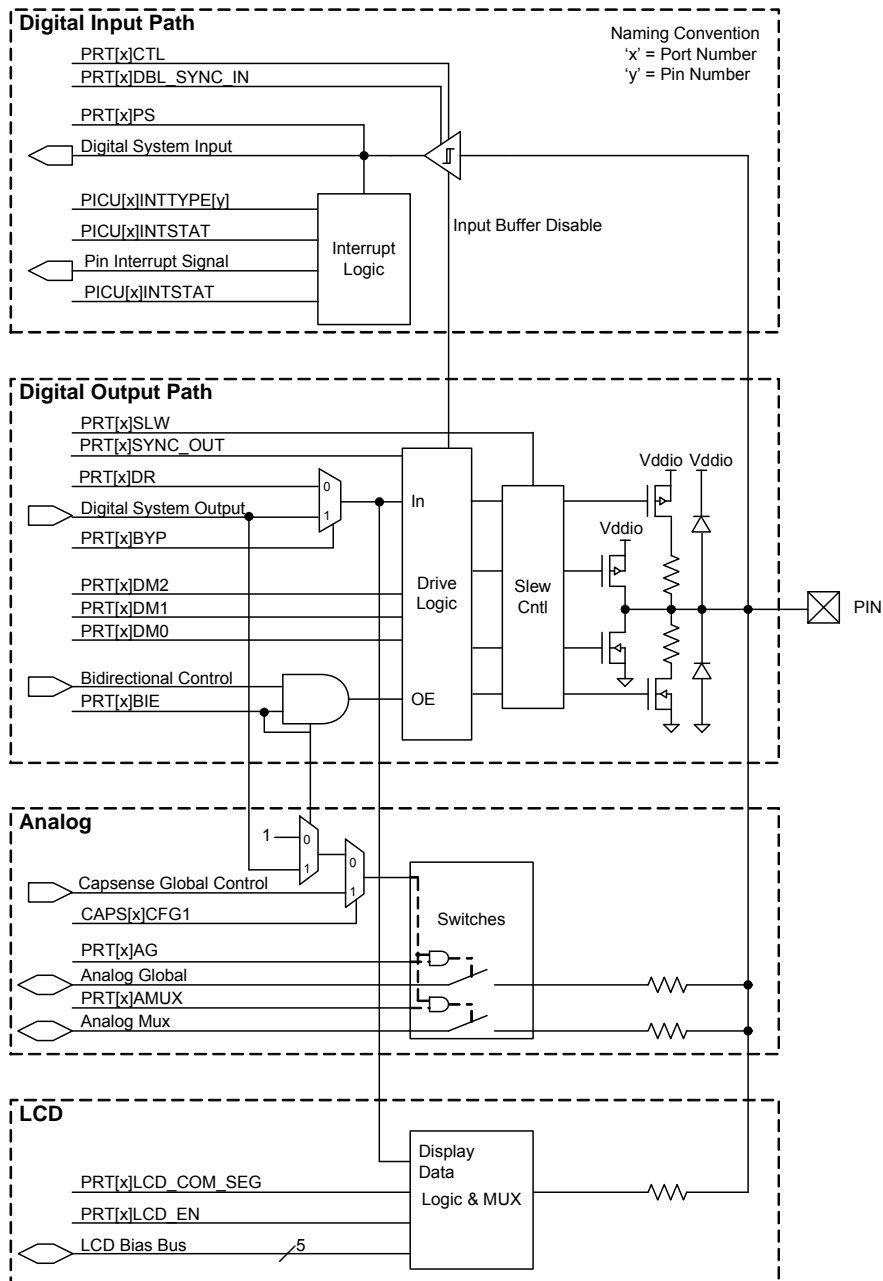 Digital Input Path
Naming Convention
‘x’ = Port Number
‘y’ = Pin Number
PRT[x]CTL
PRT[x]DBL_SYNC_IN
PRT[x]PS
Digital System Input
PICU[x]INTTYPE[y]
PICU[x]INTSTAT
Pin Interrupt Signal
PICU[x]INTSTAT
Interrupt
Logic
Input Buffer Disable
Digital Output Path
PRT[x]SLW
PRT[x]SYNC_OUT
PRT[x]DR
Digital System Output
PRT[x]BYP
0
1
PRT[x]DM2
PRT[x]DM1
PRT[x]DM0
Bidirectional Control
PRT[x]BIE
In
Drive
Logic
OE
Slew
Cntl
Vddio Vddio
Vddio
PIN
Analog
1
0
1
0
1
Capsense Global Control
CAPS[x]CFG1
Switches
PRT[x]AG
Analog Global
PRT[x]AMUX
Analog Mux
LCD
Display
Data
Logic & MUX
PRT[x]LCD_COM_SEG
PRT[x]LCD_EN
LCD Bias Bus
5